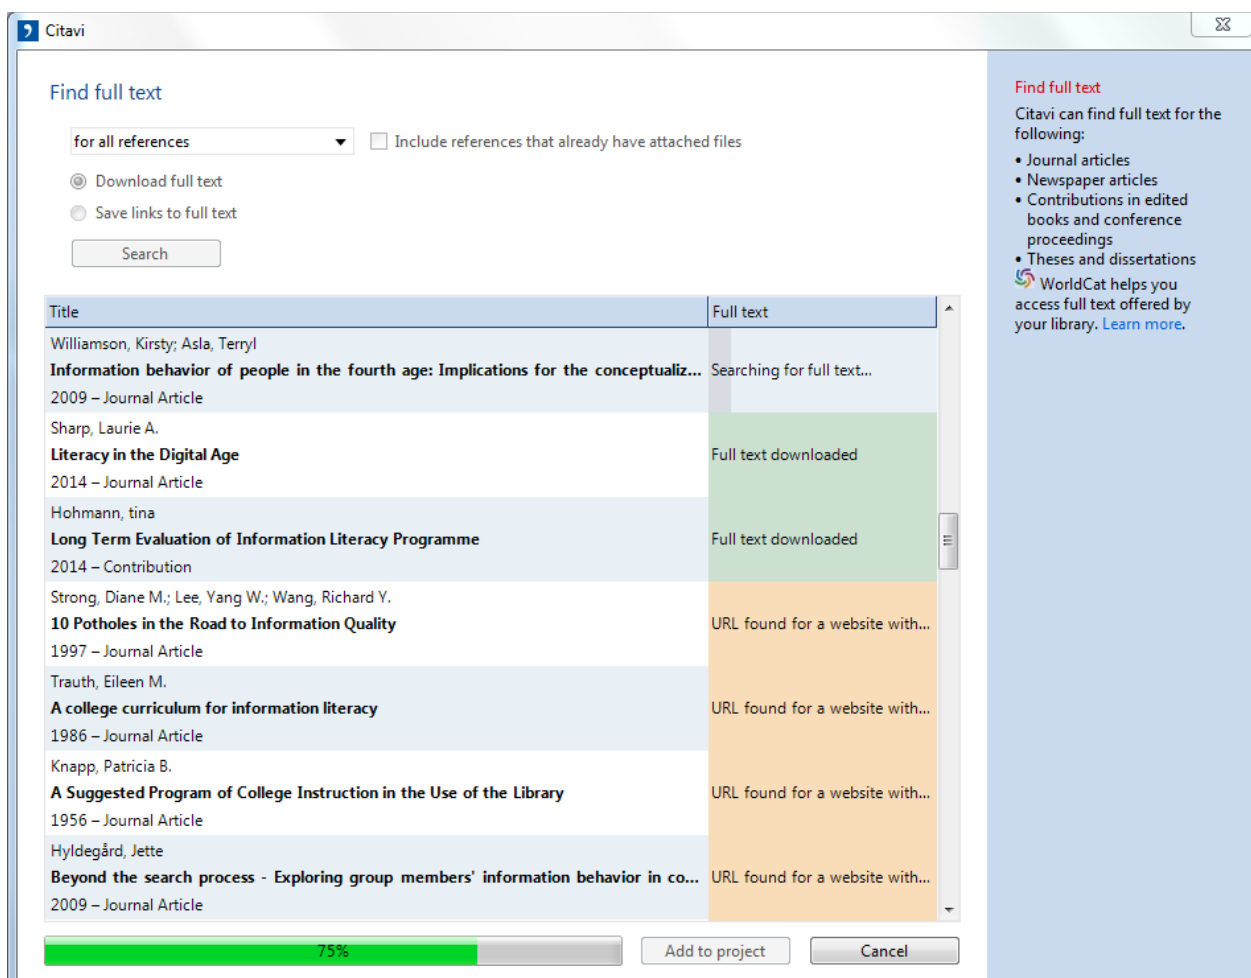 Citavi
Find full text
for all references
Include references that already have attached files
Download full text
Save links to full text
Search
Title Full text
Williamson, Kirsty; Asla, Terryl
Information behavior of people in the fourth age: Implications for the conceptualiz... Searching for full text...
2009 – Journal Article
Sharp, Laurie A.
Literacy in the Digital Age Full text downloaded
2014 – Journal Article
Hohmann, tina
Long Term Evaluation of Information Literacy Programme Full text downloaded
2014 – Contribution
Strong, Diane M.; Lee, Yang W.; Wang, Richard Y.
10 Potholes in the Road to Information Quality URL found for a website with...
1997 – Journal Article
Trauth, Eileen M.
A college curriculum for information literacy URL found for a website with...
1986 – Journal Article
Knapp, Patricia B.
A Suggested Program of College Instruction in the Use of the Library URL found for a website with...
1956 – Journal Article
Hyldegård, Jette
Beyond the search process - Exploring group members' information behavior in co... URL found for a website with...
2009 – Journal Article
75% Add to project Cancel
Find full text
Citavi can find full text for the
following:
• Journal articles
• Newspaper articles
• Contributions in edited
books and conference
proceedings
• Theses and dissertations
WorldCat helps you
access full text offered by
your library. Learn more.